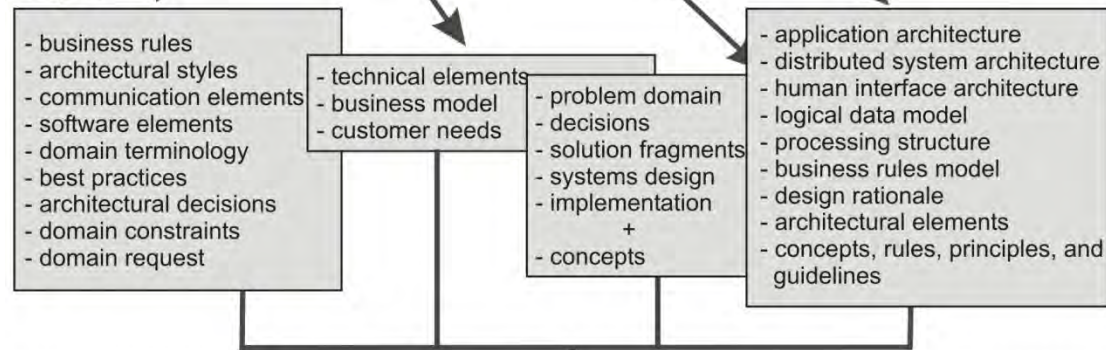 - business rules
- architectural styles
- communication elements
- software elements
- domain terminology
- best practices
- architectural decisions
- domain constraints
- domain request
- technical elements
- business model
- customer needs
- problem domain
- decisions
- solution fragments
- systems design
- implementation
+
- concepts
- application architecture
- distributed system architecture
- human interface architecture
- logical data model
- processing structure
- business rules model
- design rationale
- architectural elements
- concepts, rules, principles, and
guidelines